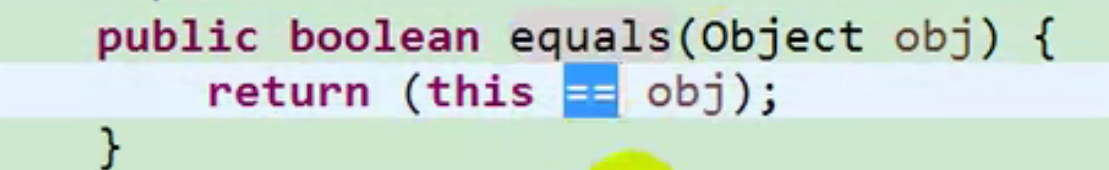 public boolean equals(Object obj) {
return (this == obj);
}